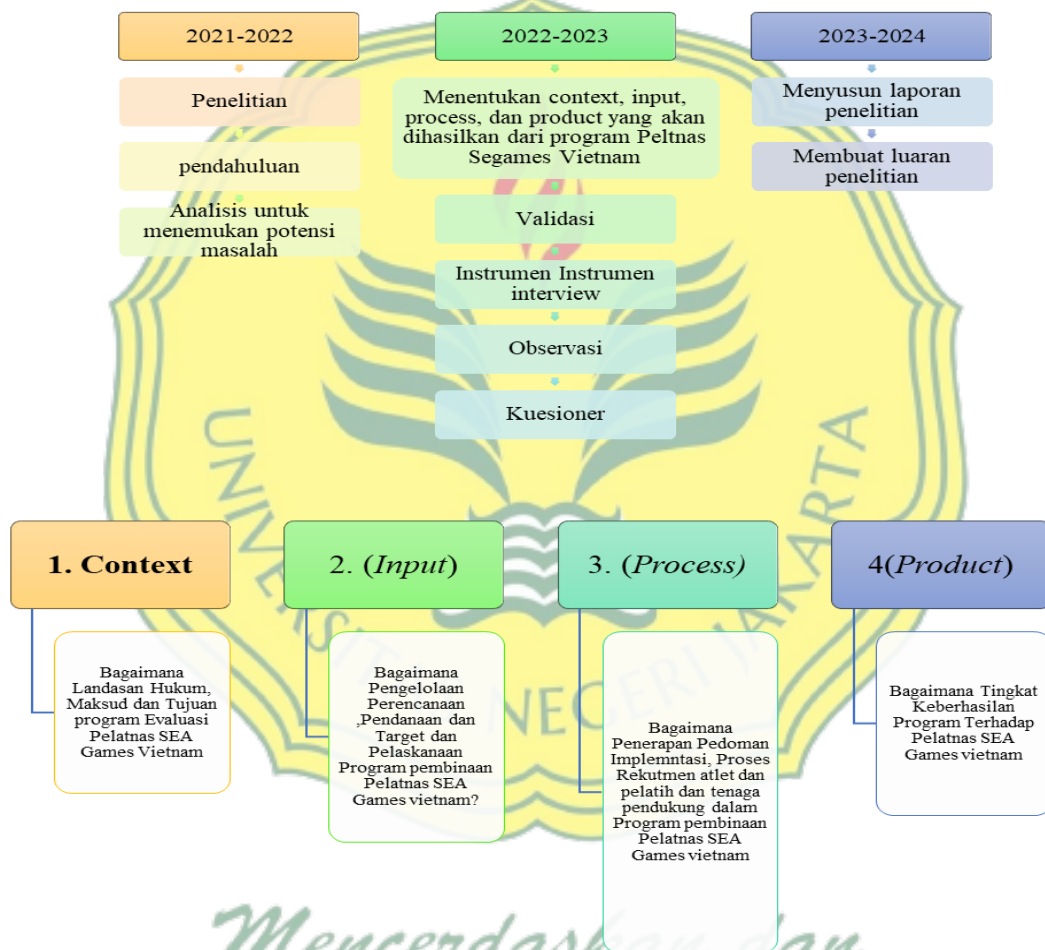 2021-2022
Penelitian
pendahuluan
Analisis untuk
menemukan potensi
masalah
2022-2023
Menentukan context, input,
process, dan product yang akan
dihasilkan dari program Peltnas
Segames Vietnam
Validasi
Instrumen Instrumen
interview
Observasi
Kuesioner
2023-2024
Menyusun laporan
penelitian
Membuat luaran
penelitian
UNIVERSITAS NEGERI JAKARTA
1. Context
Bagaimana
Landasan Hukum,
Maksud dan Tujuan
program Evaluasi
Pelatnas SEA
Games Vietnam
2. (Input)
Bagaimana
Pengelolaan
Perencanaan
,Pendanaan dan
Target dan
Pelaskanaan
Program pembinaan
Pelatnas SEA
Games vietnam?
3. (Process)
Bagaimana
Penerapan Pedoman
Implemntasi, Proses
Rekutmen atlet dan
pelatih dan tenaga
pendukung dalam
Program pembinaan
Pelatnas SEA
Games vietnam
4(Product)
Bagaimana Tingkat
Keberhasilan
Program Terhadap
Pelatnas SEA
Games vietnam
Mencerdaskan dan